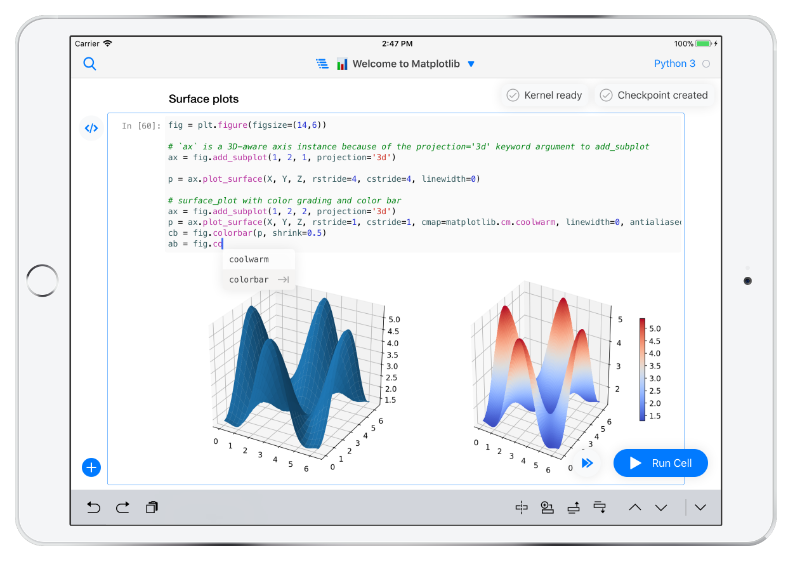 Carrier
2:47 PM
100%
Welcome to Matplotlib
Python 3
Surface plots
Kernel ready
Checkpoint created
</>
In [60]:
fig = plt.figure(figsize=(14,6))
# `ax` is a 3D-aware axis instance because of the projection='3d' keyword argument to add_subplot
ax = fig.add_subplot(1, 2, 1, projection='3d')
p = ax.plot_surface(X, Y, Z, rstride=4, cstride=4, linewidth=0)
# surface_plot with color grading and color bar
ax = fig.add_subplot(1, 2, 2, projection='3d')
p = ax.plot_surface(X, Y, Z, rstride=1, cstride=1, cmap=matplotlib.cm.coolwarm, linewidth=0, antialiased
cb = fig.colorbar(p, shrink=0.5)
ab = fig.co
coolwarm
colorbar
5.0
4.5
4.0
3.5
3.0
2.5
2.0
1.5
0 1 2 3 4 5 6
0 1 2 3 4 5 6
5
4
3
2
0 1 2 3 4 5 6
0
3
4
5
6
5.0
4.5
4.0
3.5
3.0
2.5
2.0
1.5
Run Cell